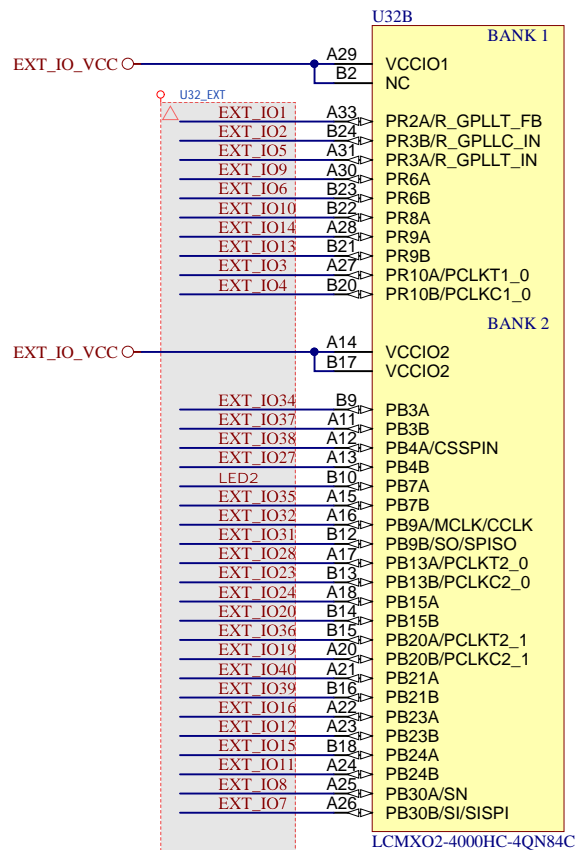 U32B
BANK 1
EXT_IO_VCC A29 VCCIO1
B2 NC
U32_EXT
EXT_IO1 A33 PR2A/R_GPLLT_FB
EXT_IO2 B24 PR3B/R_GPLLC_IN
EXT_IO5 A31 PR3A/R_GPLLT_IN
EXT_IO9 A30 PR6A
EXT_IO6 B23 PR6B
EXT_IO10 B22 PR8A
EXT_IO14 A28 PR9A
EXT_IO13 B21 PR9B
EXT_IO3 A27 PR10A/PCLKT1_0
EXT_IO4 B20 PR10B/PCLKC1_0
BANK 2
EXT_IO_VCC A14 VCCIO2
B17 VCCIO2
EXT_IO34 B9 PB3A
EXT_IO37 A11 PB3B
EXT_IO38 A12 PB4A/CSSPIN
EXT_IO27 A13 PB4B
LED2 B10 PB7A
EXT_IO35 A15 PB7B
EXT_IO32 A16 PB9A/MCLK/CCLK
EXT_IO31 B12 PB9B/SO/SPISO
EXT_IO28 A17 PB13A/PCLKT2_0
EXT_IO23 B13 PB13B/PCLKC2_0
EXT_IO24 A18 PB15A
EXT_IO20 B14 PB15B
EXT_IO36 B15 PB20A/PCLKT2_1
EXT_IO19 A20 PB20B/PCLKC2_1
EXT_IO40 A21 PB21A
EXT_IO39 B16 PB21B
EXT_IO16 A22 PB23A
EXT_IO12 A23 PB23B
EXT_IO15 B18 PB24A
EXT_IO11 A24 PB24B
EXT_IO8 A25 PB30A/SN
EXT_IO7 A26 PB30B/SI/SISPI
LCMXO2-4000HC-4QN84C